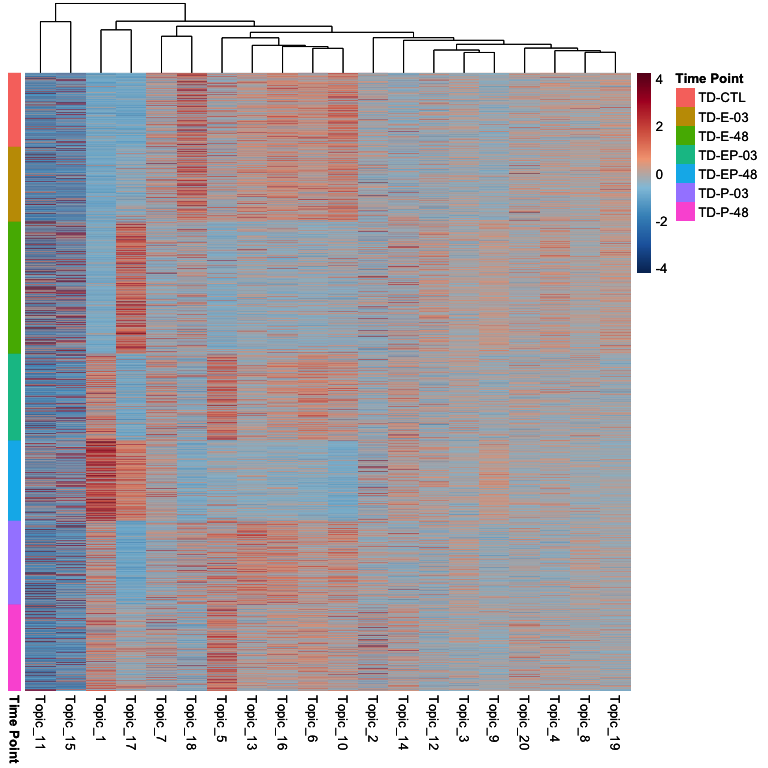 4
2
0
-2
-4
Time Point
TD-CTL
TD-E-03
TD-E-48
TD-EP-03
TD-EP-48
TD-P-03
TD-P-48
Time Point
Topic_11
Topic_15
Topic_1
Topic_17
Topic_7
Topic_18
Topic_5
Topic_13
Topic_16
Topic_6
Topic_10
Topic_2
Topic_14
Topic_12
Topic_3
Topic_9
Topic_20
Topic_4
Topic_8
Topic_19